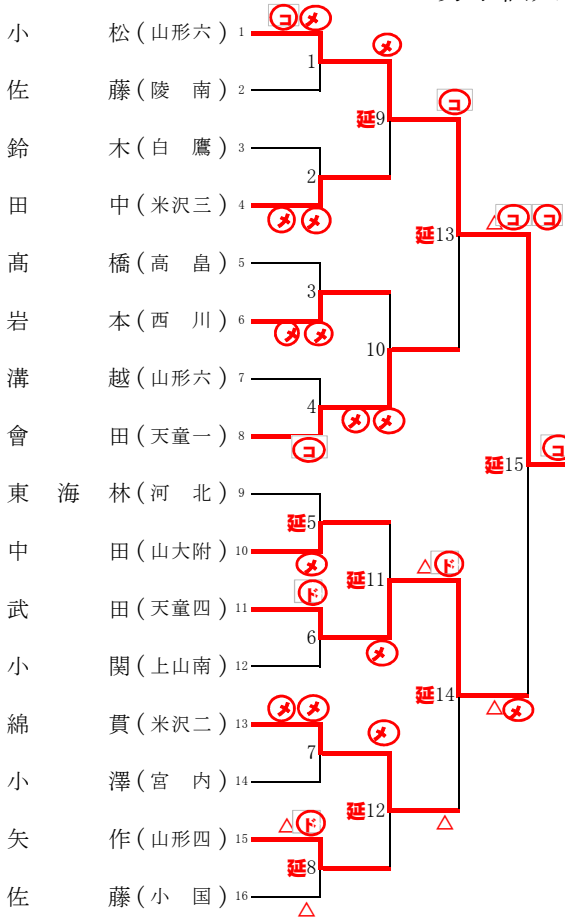 小　松(山形六) 1 コ メ
1
佐　藤(陵　南) 2
メ
延9
コ
鈴　木(白　鷹) 3
2
田　中(米沢三) 4 メ メ
延13
△ コ コ
髙　橋(高　畠) 5
3
岩　本(西　川) 6 メ メ
10
溝　越(山形六) 7
4 メ メ
會　田(天童一) 8 コ
延15
コ
東海林(河　北) 9
延5
中　田(山大附) 10 メ
延11
△ ド
武　田(天童四) 11 ド
6 メ
小　関(上山南) 12
延14
△ メ
綿　貫(米沢二) 13 メ メ
7
メ
小　澤(宮　内) 14
延12
△
矢　作(山形四) 15 △ ド
延8
佐　藤(小　国) 16 △